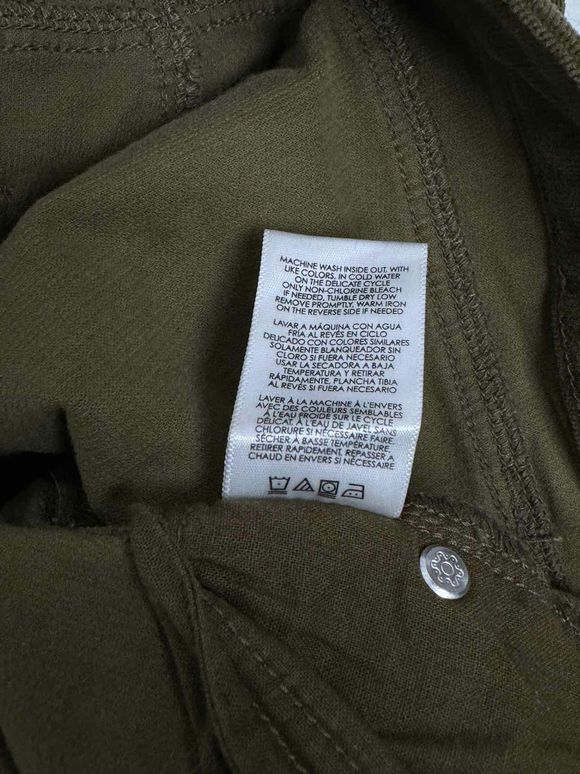 MACHINE WASH INSIDE OUT, WITH
LIKE COLORS, IN COLD WATER
ON THE DELICATE CYCLE
ONLY NON-CHLORINE BLEACH
IF NEEDED, TUMBLE DRY LOW
REMOVE PROMPTLY, WARM IRON
ON THE REVERSE SIDE IF NEEDED
LAVAR A MÁQUINA CON AGUA
FRÍA AL REVÉS EN CICLO
DELICADO CON COLORES SIMILARES
SOLAMENTE BLANQUEADOR SIN
CLORO SI FUERA NECESARIO
USAR LA SECADORA A BAJA
TEMPERATURA Y RETIRAR
RÁPIDAMENTE, PLANCHA TIBIA
AL REVÉS SI FUERA NECESARIO
LAVER À LA MACHINE À L'ENVERS
AVEC DES COULEURS SEMBLABLES
À L'EAU FROIDE SUR LE CYCLE
DÉLICAT. À L'EAU DE JAVEL SANS
CHLORURE SI NÉCESSAIRE FAIRE
SÉCHER À BASSE TEMPÉRATURE,
RETIRER RAPIDEMENT, REPASSER À
CHAUD EN ENVERS SI NÉCESSAIRE